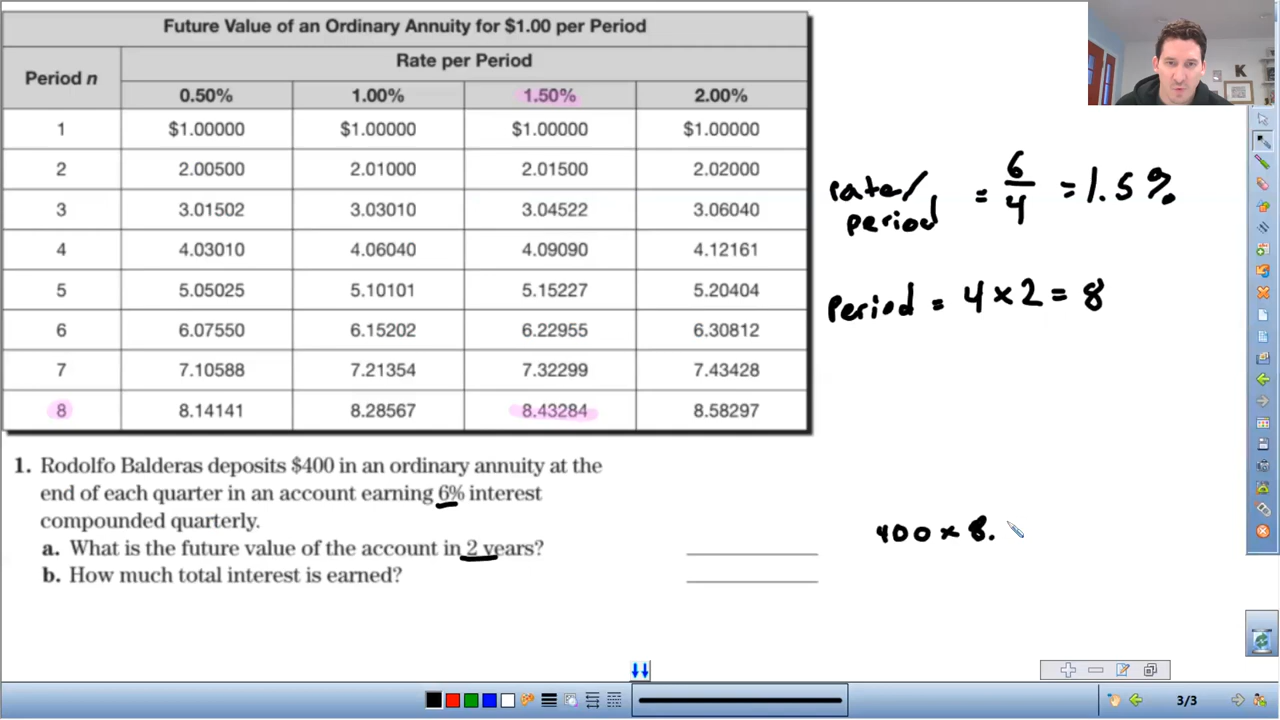 Future Value of an Ordinary Annuity for $1.00 per Period
Period n
Rate per Period
0.50% 1.00% 1.50% 2.00%
1 $1.00000 $1.00000 $1.00000 $1.00000
2 2.00500 2.01000 2.01500 2.02000
3 3.01502 3.03010 3.04522 3.06040
4 4.03010 4.06040 4.09090 4.12161
5 5.05025 5.10101 5.15227 5.20404
6 6.07550 6.15202 6.22955 6.30812
7 7.10588 7.21354 7.32299 7.43428
8 8.14141 8.28567 8.43284 8.58297
rate/period = 6/4 = 1.5%
Period = 4 × 2 = 8
1. Rodolfo Balderas deposits $400 in an ordinary annuity at the
end of each quarter in an account earning 6% interest
compounded quarterly.
a. What is the future value of the account in 2 years?
b. How much total interest is earned?
400 × 8.
K
3/3